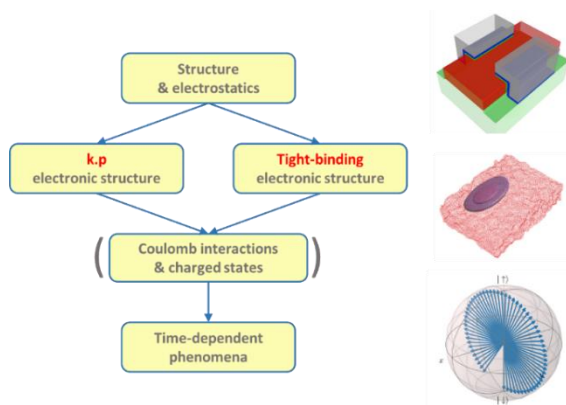 Structure
& electrostatics
k.p
electronic structure
Tight-binding
electronic structure
Coulomb interactions
& charged states
Time-dependent
phenomena